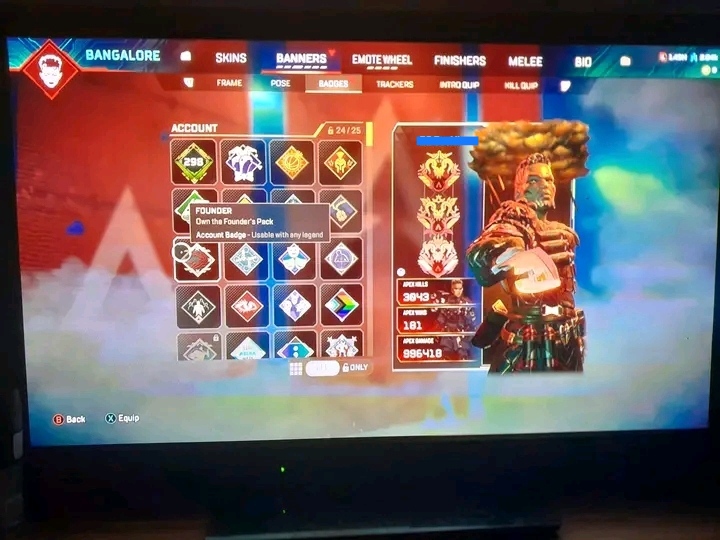 BANGALORE
SKINS
BANNERS
EMOTE WHEEL
FINISHERS
MELEE
BIO
FRAME
POSE
BADGES
TRACKERS
INTRO QUIP
KILL QUIP
ACCOUNT
24/25
298
FOUNDER
Own the Founder's Pack
Account Badge - Usable with any legend
APEX KILLS
3043
APEX WINS
181
APEX DAMAGE
996418
ONLY
B Back
X Equip